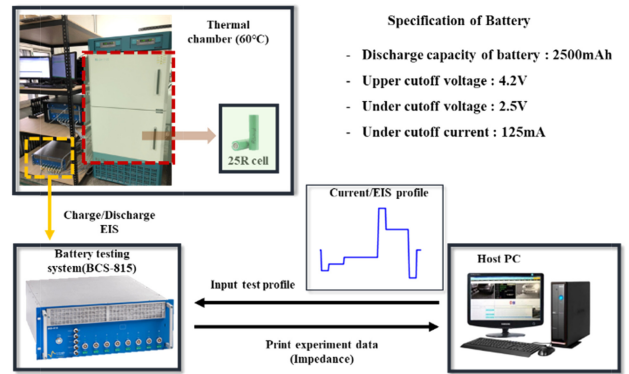 Thermal
chamber (60℃)
25R cell
Specification of Battery
- Discharge capacity of battery : 2500mAh
- Upper cutoff voltage : 4.2V
- Under cutoff voltage : 2.5V
- Under cutoff current : 125mA
Charge/Discharge
EIS
Current/EIS profile
Battery testing
system(BCS-815)
Host PC
Input test profile
Print experiment data
(Impedance)